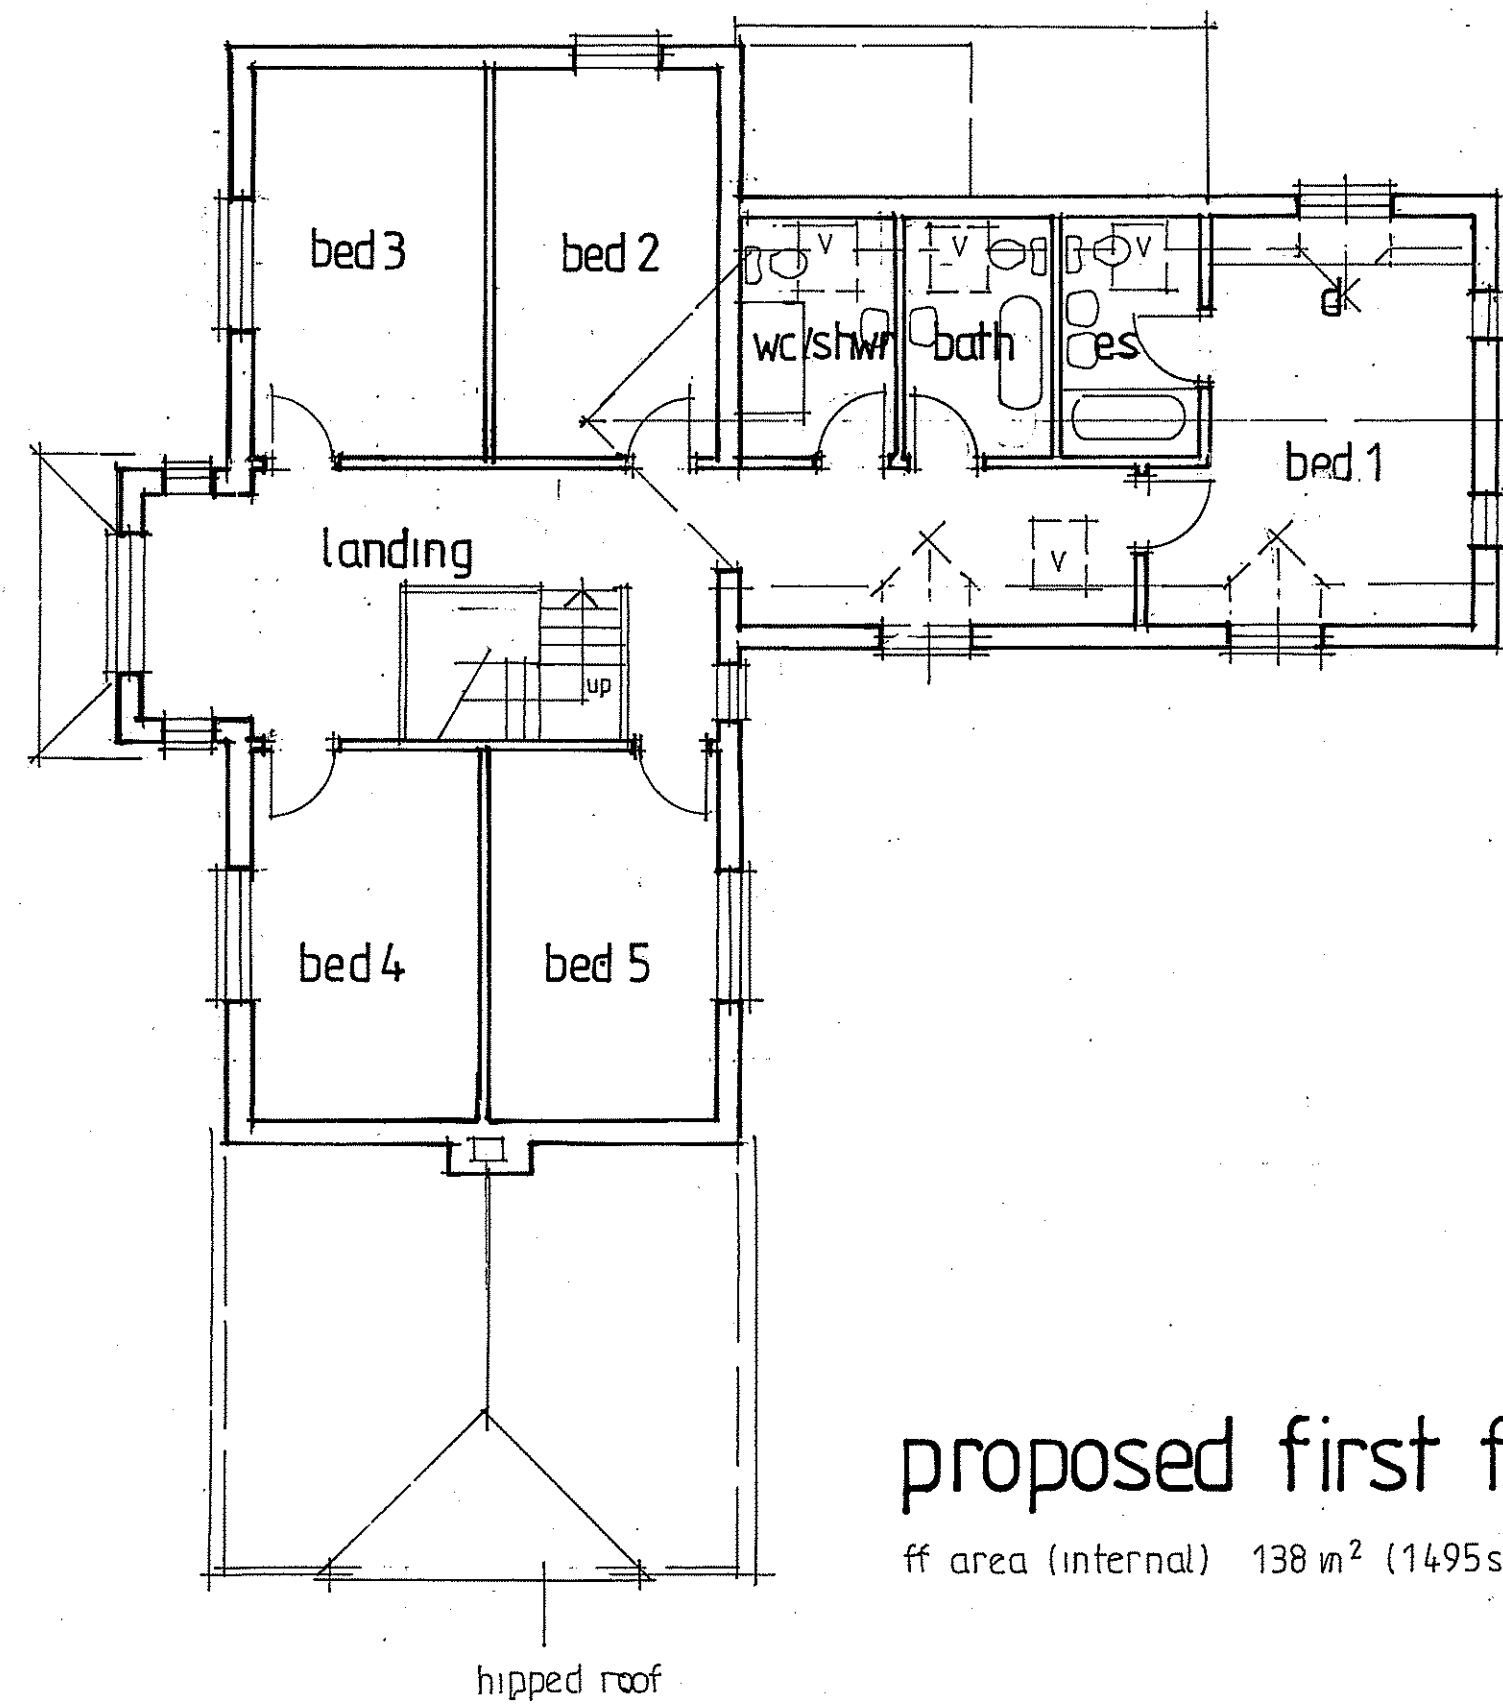 bed 3
bed 2
v
v
v
d
wc/shwr
bath
es
bed 1
landing
v
up
bed 4
bed 5
proposed first f
ff area (internal) 138 m² (1495s
hipped roof